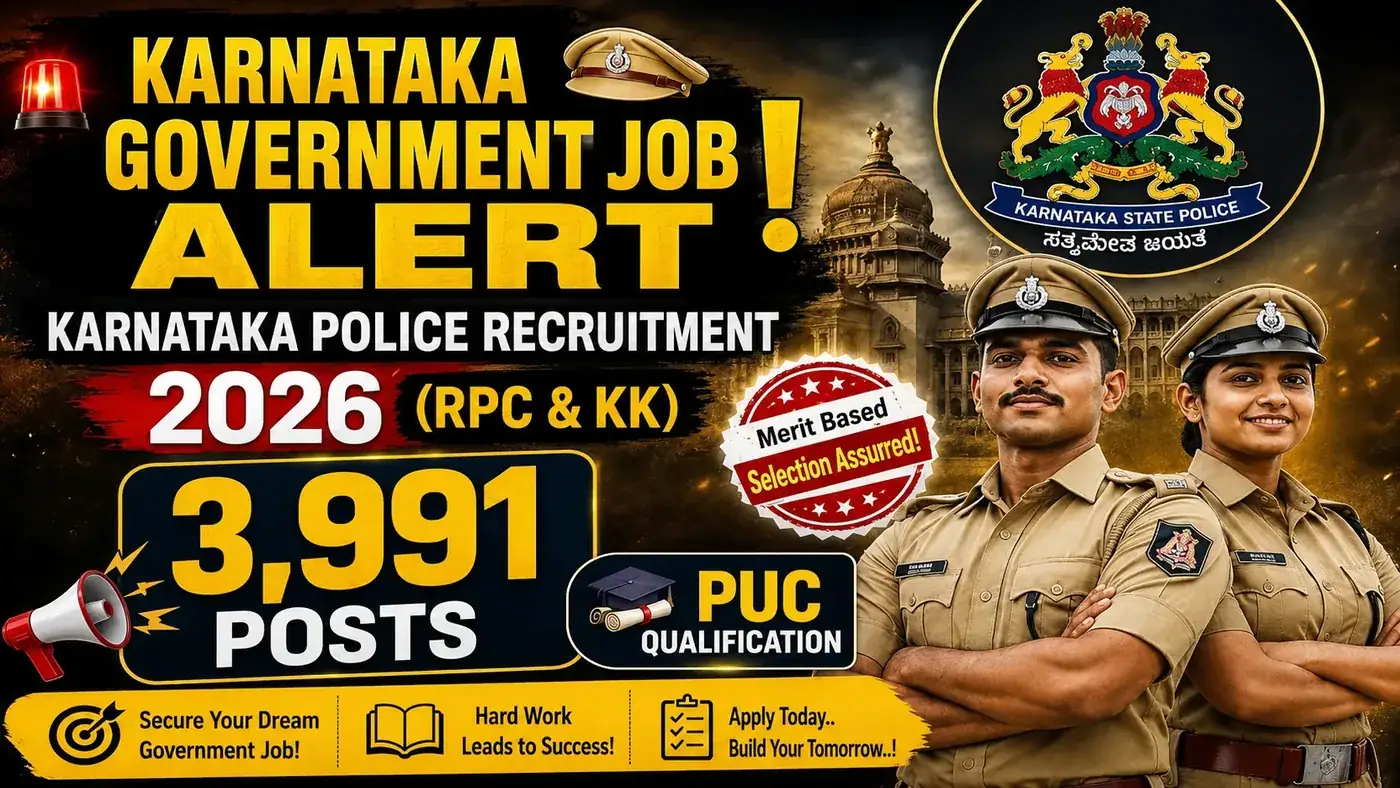 KARNATAKA
GOVERNMENT JOB
ALERT!
KARNATAKA POLICE RECRUITMENT
2026 (RPC & KK)
3,991
POSTS
PUC
QUALIFICATION
Merit Based
Selection Assurred!
KARNATAKA STATE POLICE
ಸತ್ಯಮೇವ ಜಯತೆ
Secure Your Dream
Government Job!
Hard Work
Leads to Success!
Apply Today..
Build Your Tomorrow..!